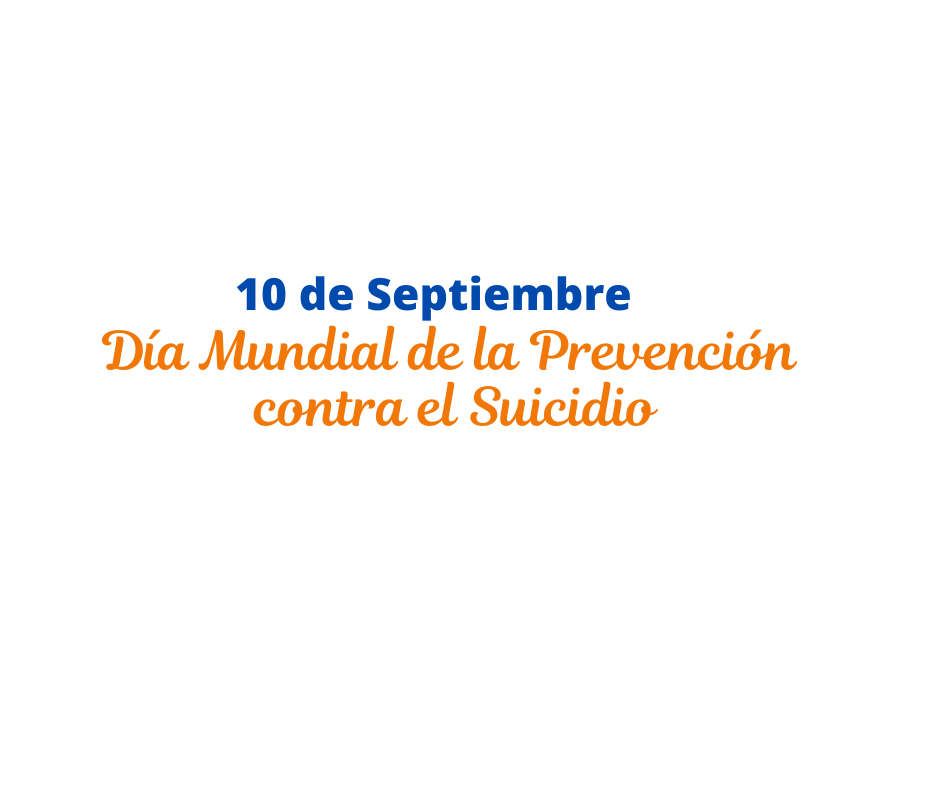 10 de Septiembre
Día Mundial de la Prevención
contra el Suicidio